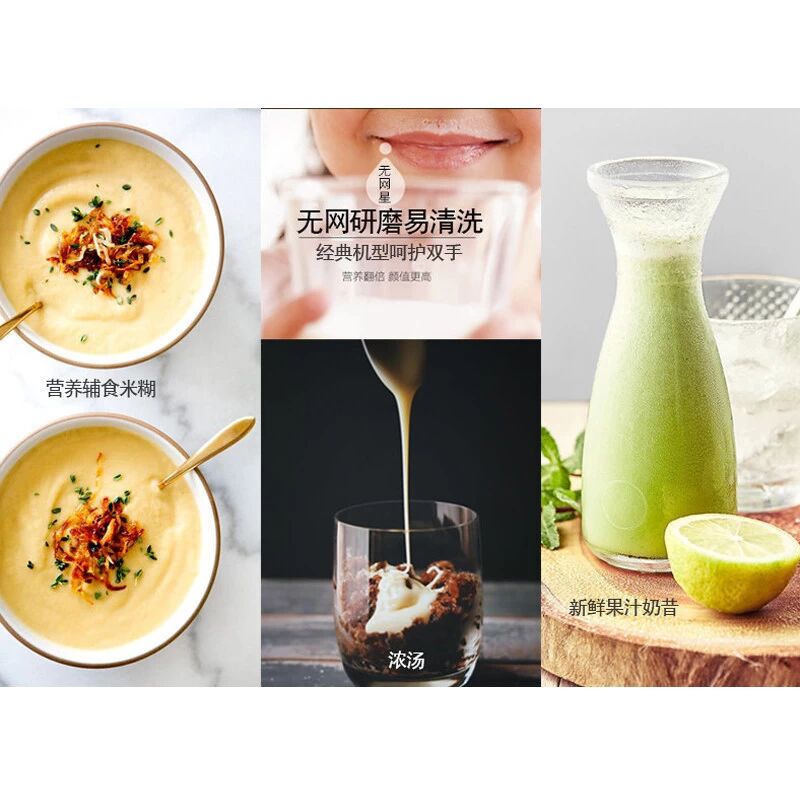 无网星
无网研磨易清洗
经典机型呵护双手
营养翻倍 颜值更高
营养辅食米糊
浓汤
新鲜果汁奶昔